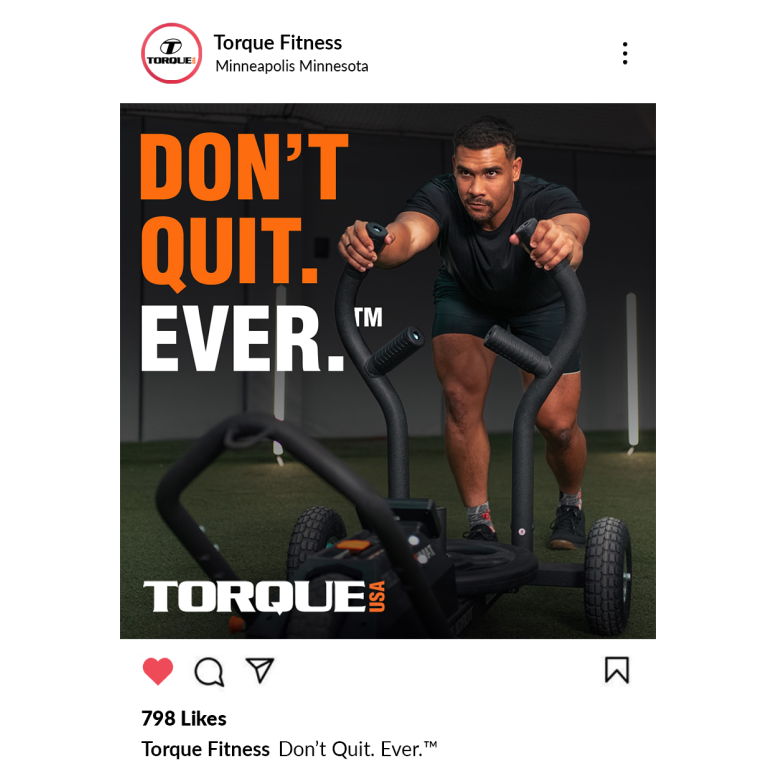 TORQUE
Torque Fitness
Minneapolis Minnesota
DON'T
QUIT.
EVER.™
TORQUE USA
798 Likes
Torque Fitness Don't Quit. Ever.™